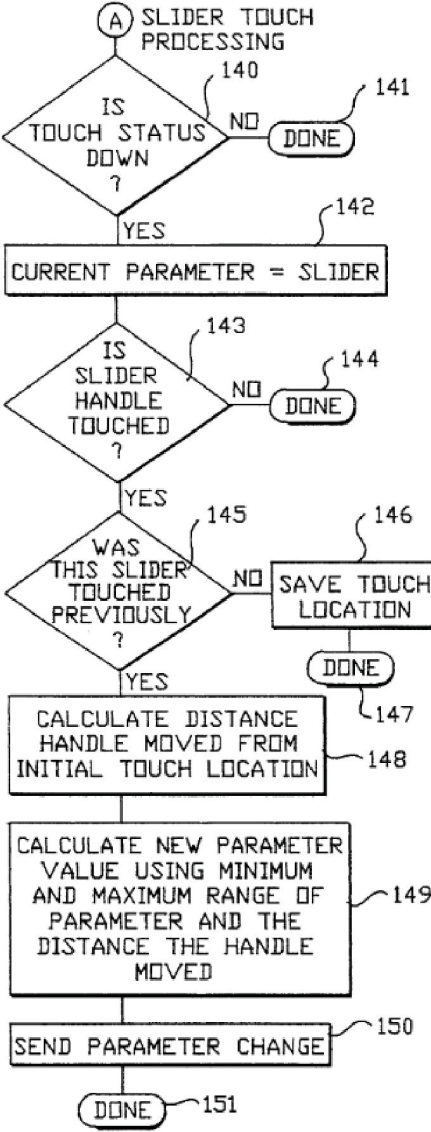 A SLIDER TOUCH
PROCESSING
140
IS
TOUCH STATUS
DOWN
?
NO
DONE
141
YES
142
CURRENT PARAMETER = SLIDER
143
IS
SLIDER
HANDLE
TOUCHED
?
NO
DONE
144
YES
145
WAS
THIS SLIDER
TOUCHED
PREVIOUSLY
?
NO
146
SAVE TOUCH
LOCATION
DONE
147
YES
CALCULATE DISTANCE
HANDLE MOVED FROM
INITIAL TOUCH LOCATION
148
CALCULATE NEW PARAMETER
VALUE USING MINIMUM
AND MAXIMUM RANGE OF
PARAMETER AND THE
DISTANCE THE HANDLE
MOVED
149
150
SEND PARAMETER CHANGE
DONE
151